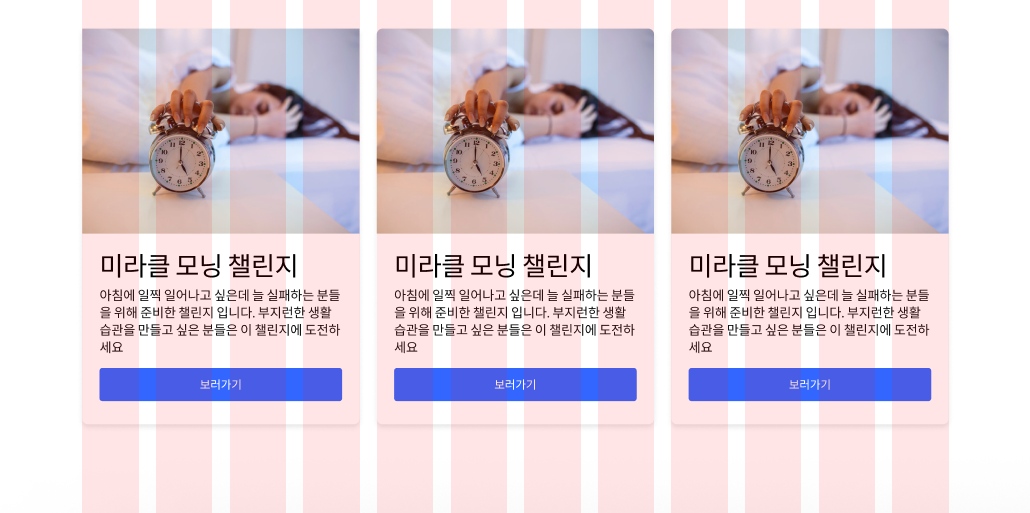 미라클 모닝 챌린지
아침에 일찍 일어나고 싶은데 늘 실패하는 분들
을 위해 준비한 챌린지 입니다. 부지런한 생활
습관을 만들고 싶은 분들은 이 챌린지에 도전하
세요
보러가기
미라클 모닝 챌린지
아침에 일찍 일어나고 싶은데 늘 실패하는 분들
을 위해 준비한 챌린지 입니다. 부지런한 생활
습관을 만들고 싶은 분들은 이 챌린지에 도전하
세요
보러가기
미라클 모닝 챌린지
아침에 일찍 일어나고 싶은데 늘 실패하는 분들
을 위해 준비한 챌린지 입니다. 부지런한 생활
습관을 만들고 싶은 분들은 이 챌린지에 도전하
세요
보러가기